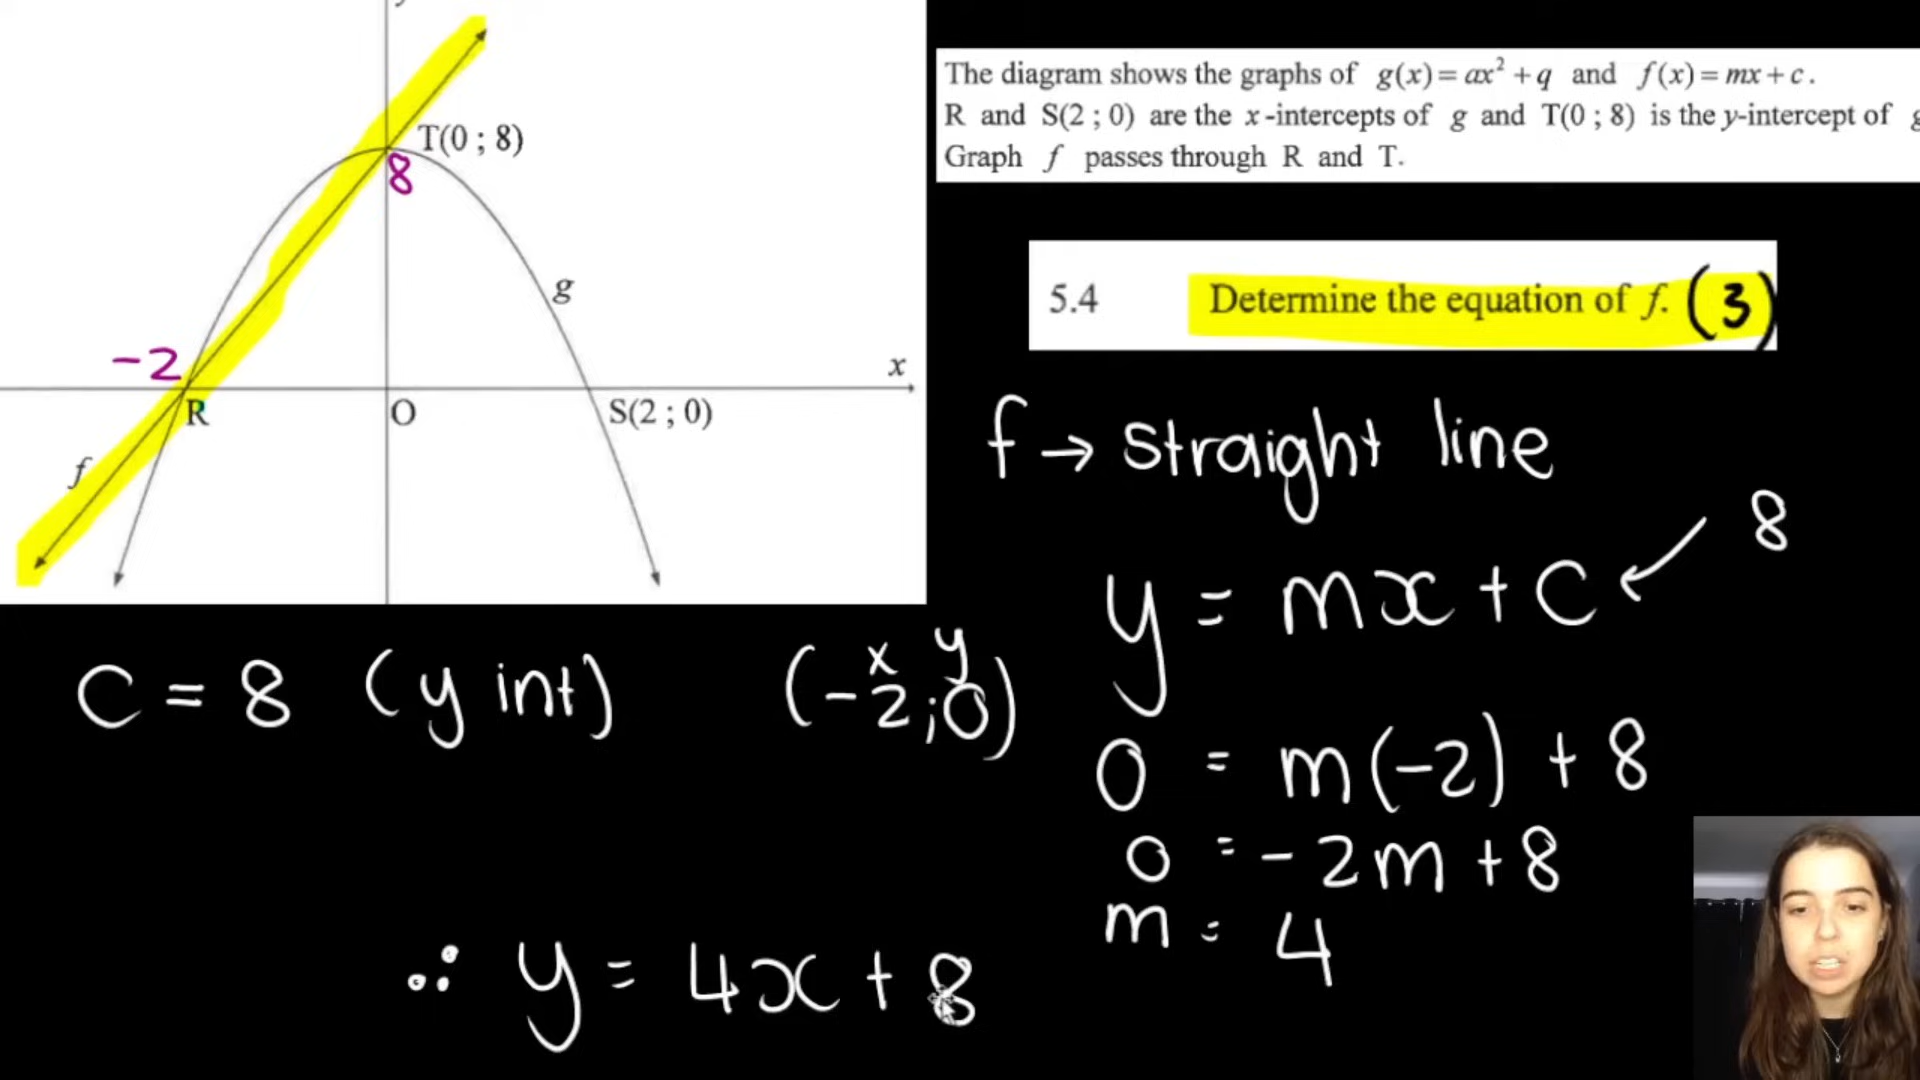 The diagram shows the graphs of g(x) = ax² + q and f(x) = mx + c.
R and S(2 ; 0) are the x-intercepts of g and T(0 ; 8) is the y-intercept of g
Graph f passes through R and T.
T(0 ; 8)
8
g
-2
x
R
O
S(2 ; 0)
f
5.4 Determine the equation of f. (3)
f → straight line
8
y = mx + c
c = 8 (y int)
x y
(-2;0)
0 = m(-2) + 8
0 = -2m + 8
m = 4
∴ y = 4x + 8